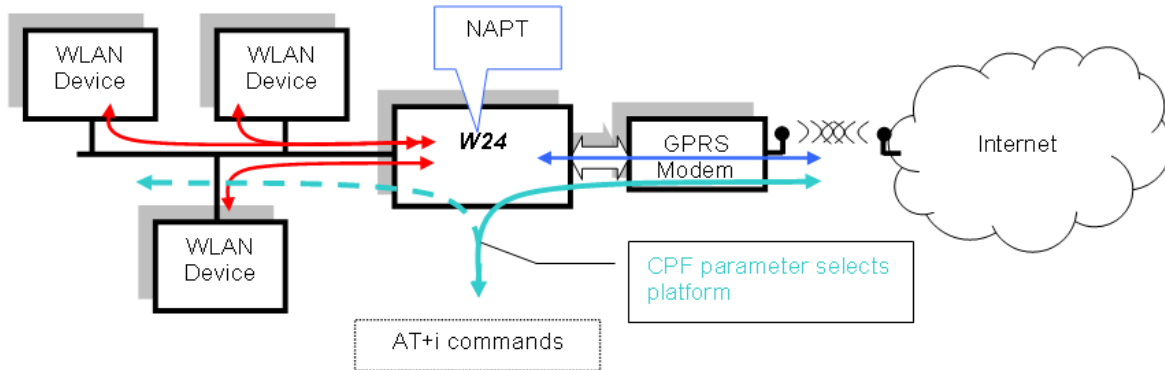 NAPT
WLAN
Device
WLAN
Device
W24
GPRS
Modem
Internet
WLAN
Device
CPF parameter selects
platform
AT+i commands